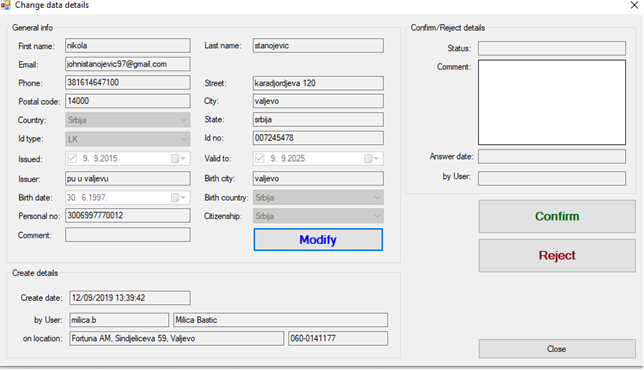 Change data details
General info
First name: nikola Last name: stanojevic
Email: johnistanojevic97@gmail.com
Phone: 381614647100 Street: karadjordjeva 120
Postal code: 14000 City: valjevo
Country: Srbija State: srbija
Id type: LK Id no: 007245478
Issued: 9. 9.2015. Valid to: 9. 9.2025.
Issuer: pu u valjevu Birth city: valjevo
Birth date: 30. 6.1997. Birth country: Srbija
Personal no: 3006997770012 Citizenship: Srbija
Comment:
Modify
Confirm/Reject details
Status:
Comment:
Answer date:
by User:
Confirm
Reject
Create details
Create date: 12/09/2019 13:39:42
by User: milica.b Milica Bastic
on location: Fortuna AM, Sindjeliceva 59, Valjevo 060-0141177
Close